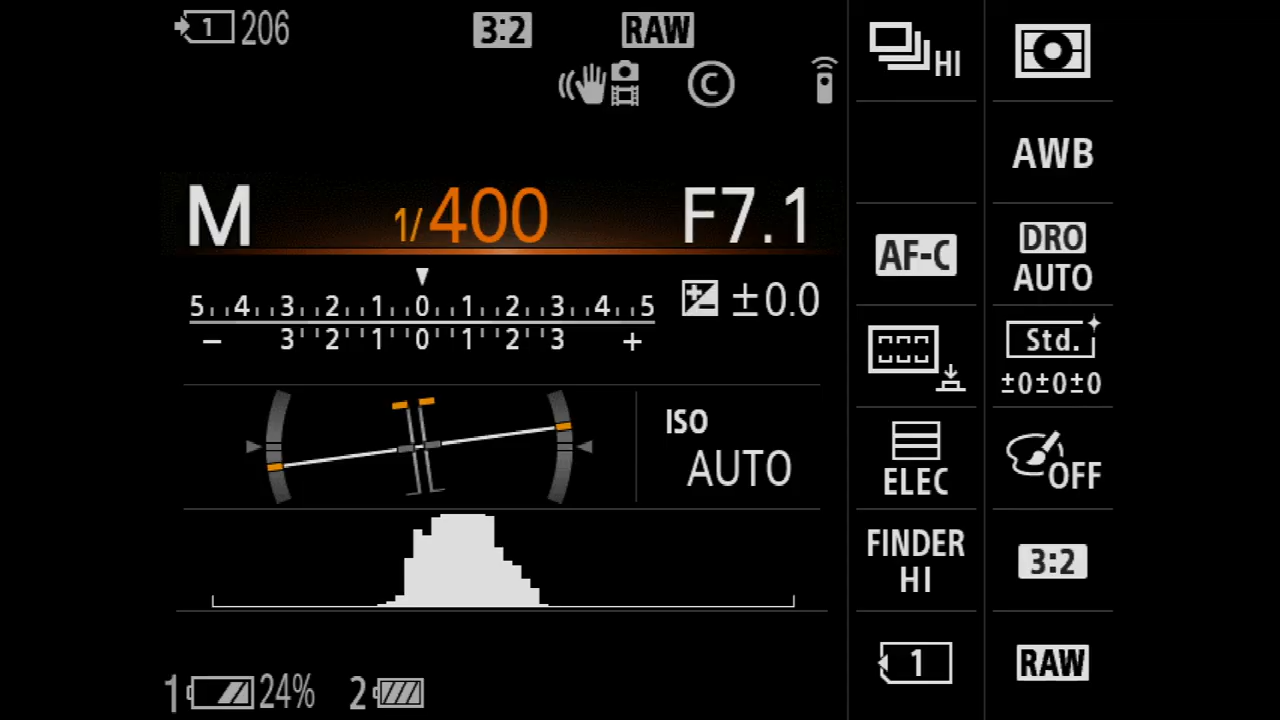 1 206 3:2 RAW
C
M 1/400 F7.1
5 4 3 2 1 0 1 2 3 4 5 ±0.0
− 3 2 1 0 1 2 3 +
ISO
AUTO
1 24% 2
HI
AF-C
ELEC
FINDER
HI
1
AWB
DRO
AUTO
Std.
±0±0±0
OFF
3:2
RAW